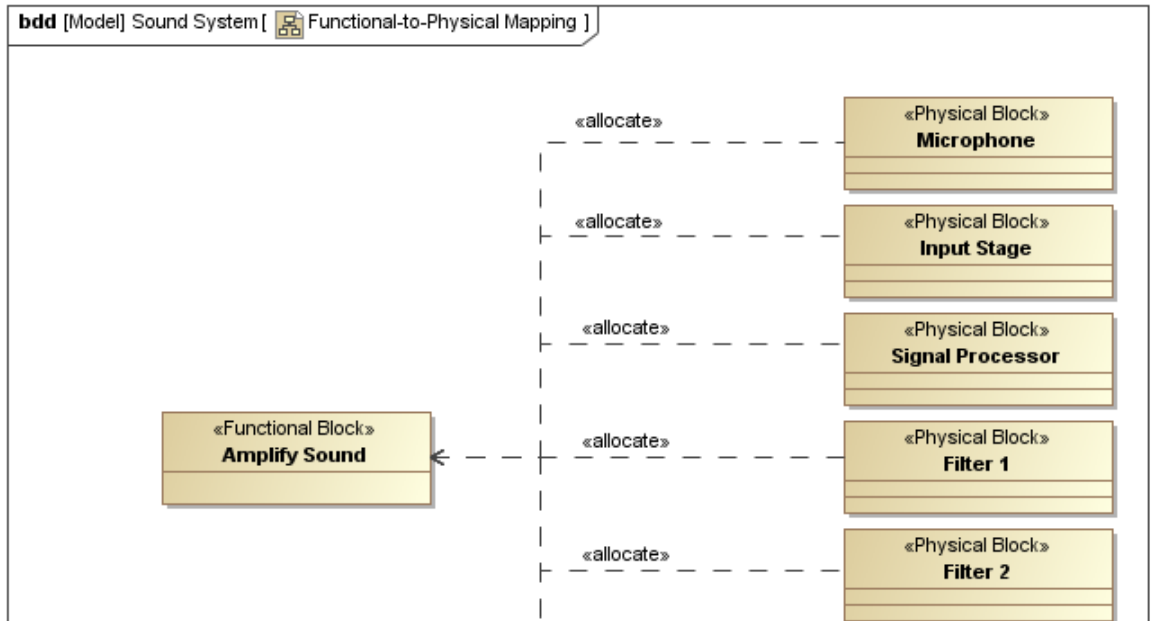 bdd [Model] Sound System [ Functional-to-Physical Mapping ]
«allocate»
«Physical Block»
Microphone
«allocate»
«Physical Block»
Input Stage
«allocate»
«Physical Block»
Signal Processor
«Functional Block»
Amplify Sound
«allocate»
«Physical Block»
Filter 1
«allocate»
«Physical Block»
Filter 2